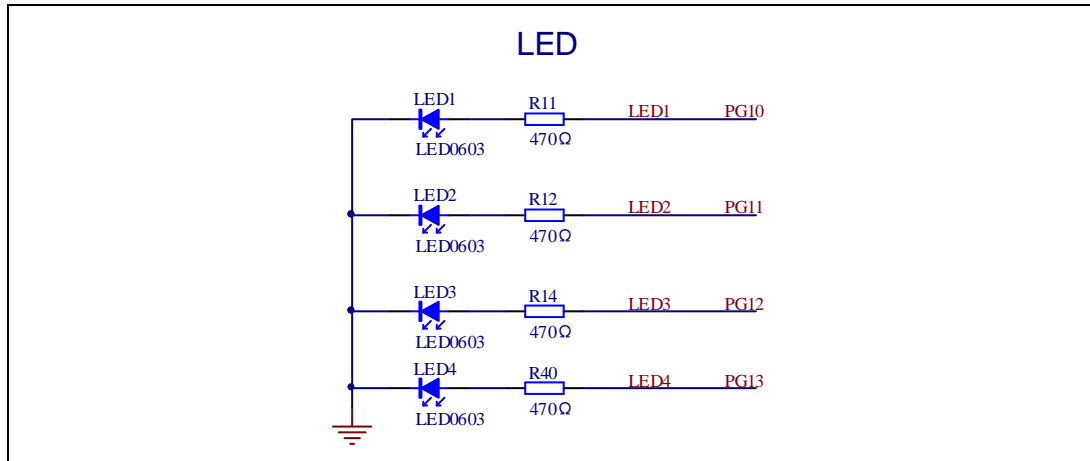 LED
LED1 R11 LED1 PG10
LED0603 470Ω
LED2 R12 LED2 PG11
LED0603 470Ω
LED3 R14 LED3 PG12
LED0603 470Ω
LED4 R40 LED4 PG13
LED0603 470Ω